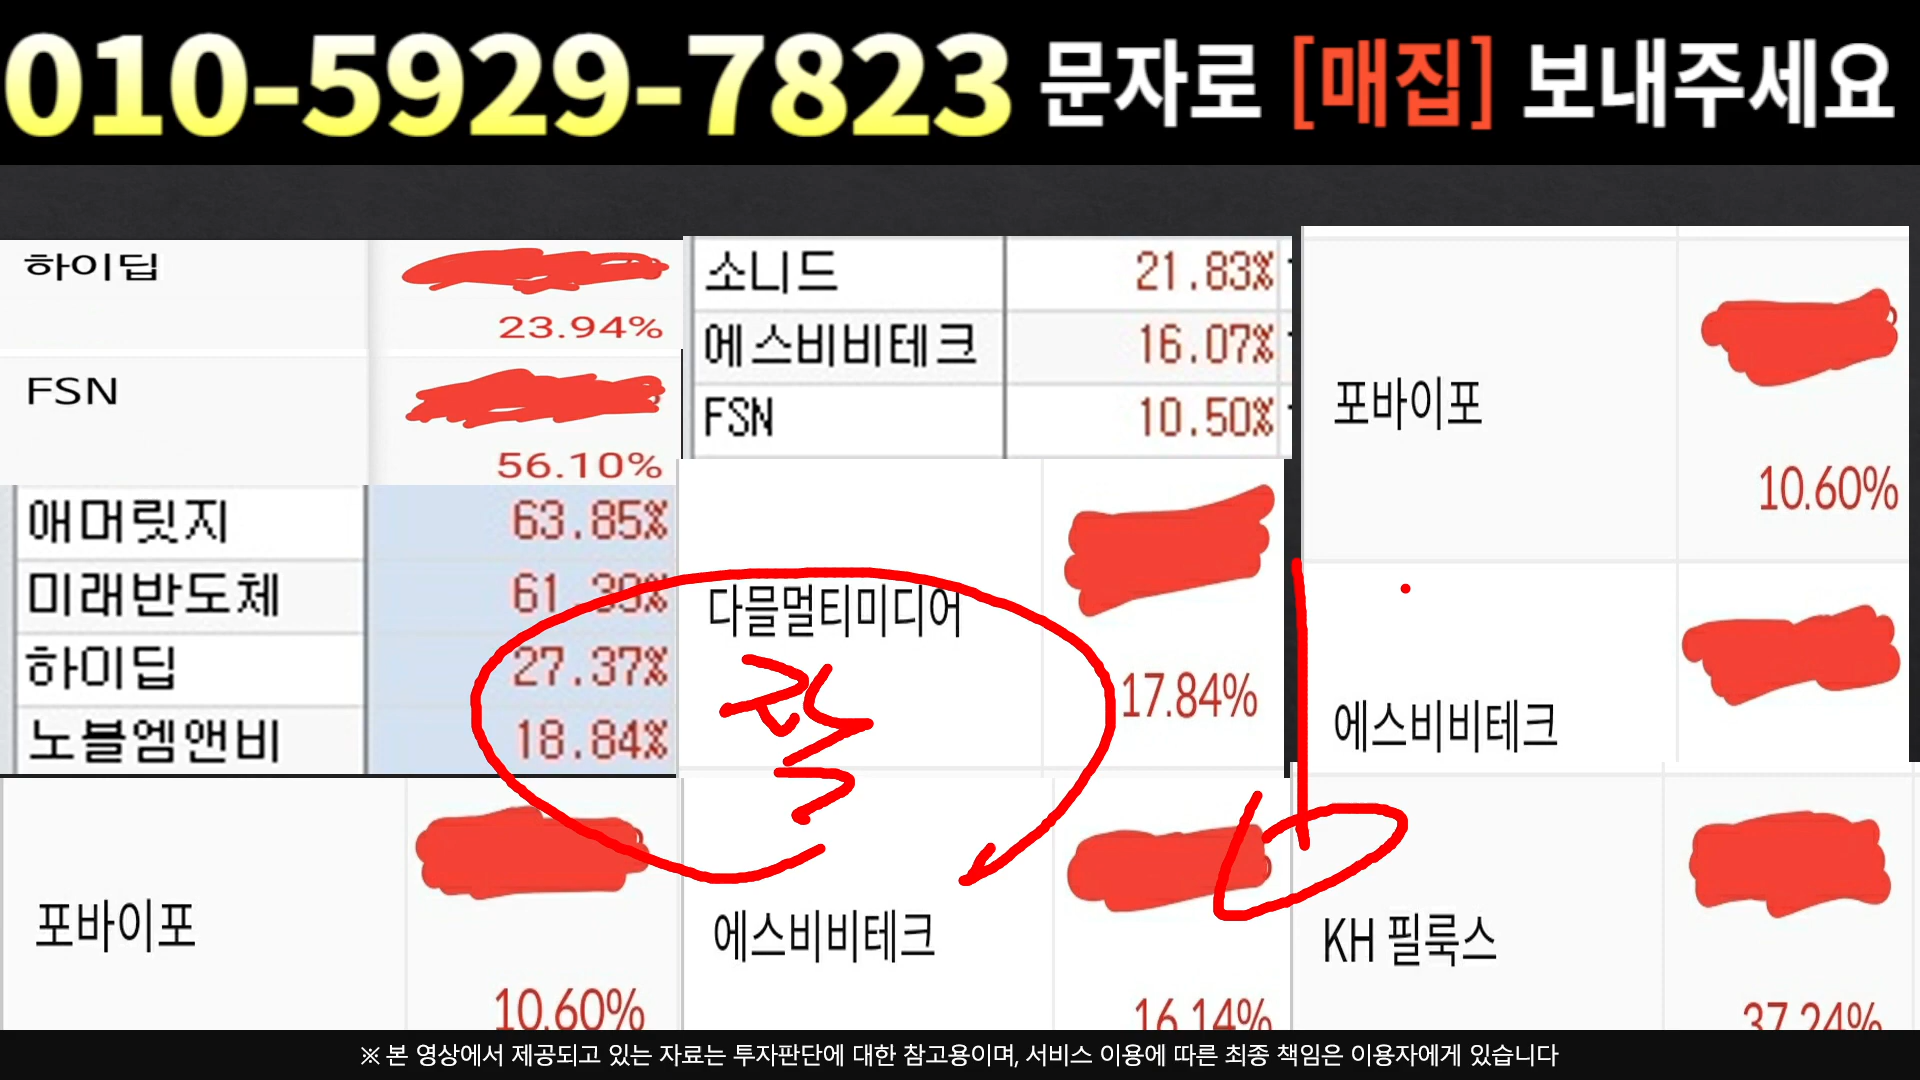 010-5929-7823 문자로 [매집] 보내주세요
하이딥
23.94%
FSN
56.10%
애머릿지 63.85%
미래반도체 61.39%
하이딥 27.37%
노블엠앤비 18.84%
소니드 21.83%
에스비비테크 16.07%
FSN 10.50%
다믈멀티미디어
17.84%
포바이포
10.60%
에스비비테크
포바이포
10.60%
에스비비테크
16.14%
KH 필룩스
37.24%
※ 본 영상에서 제공되고 있는 자료는 투자판단에 대한 참고용이며, 서비스 이용에 따른 최종 책임은 이용자에게 있습니다